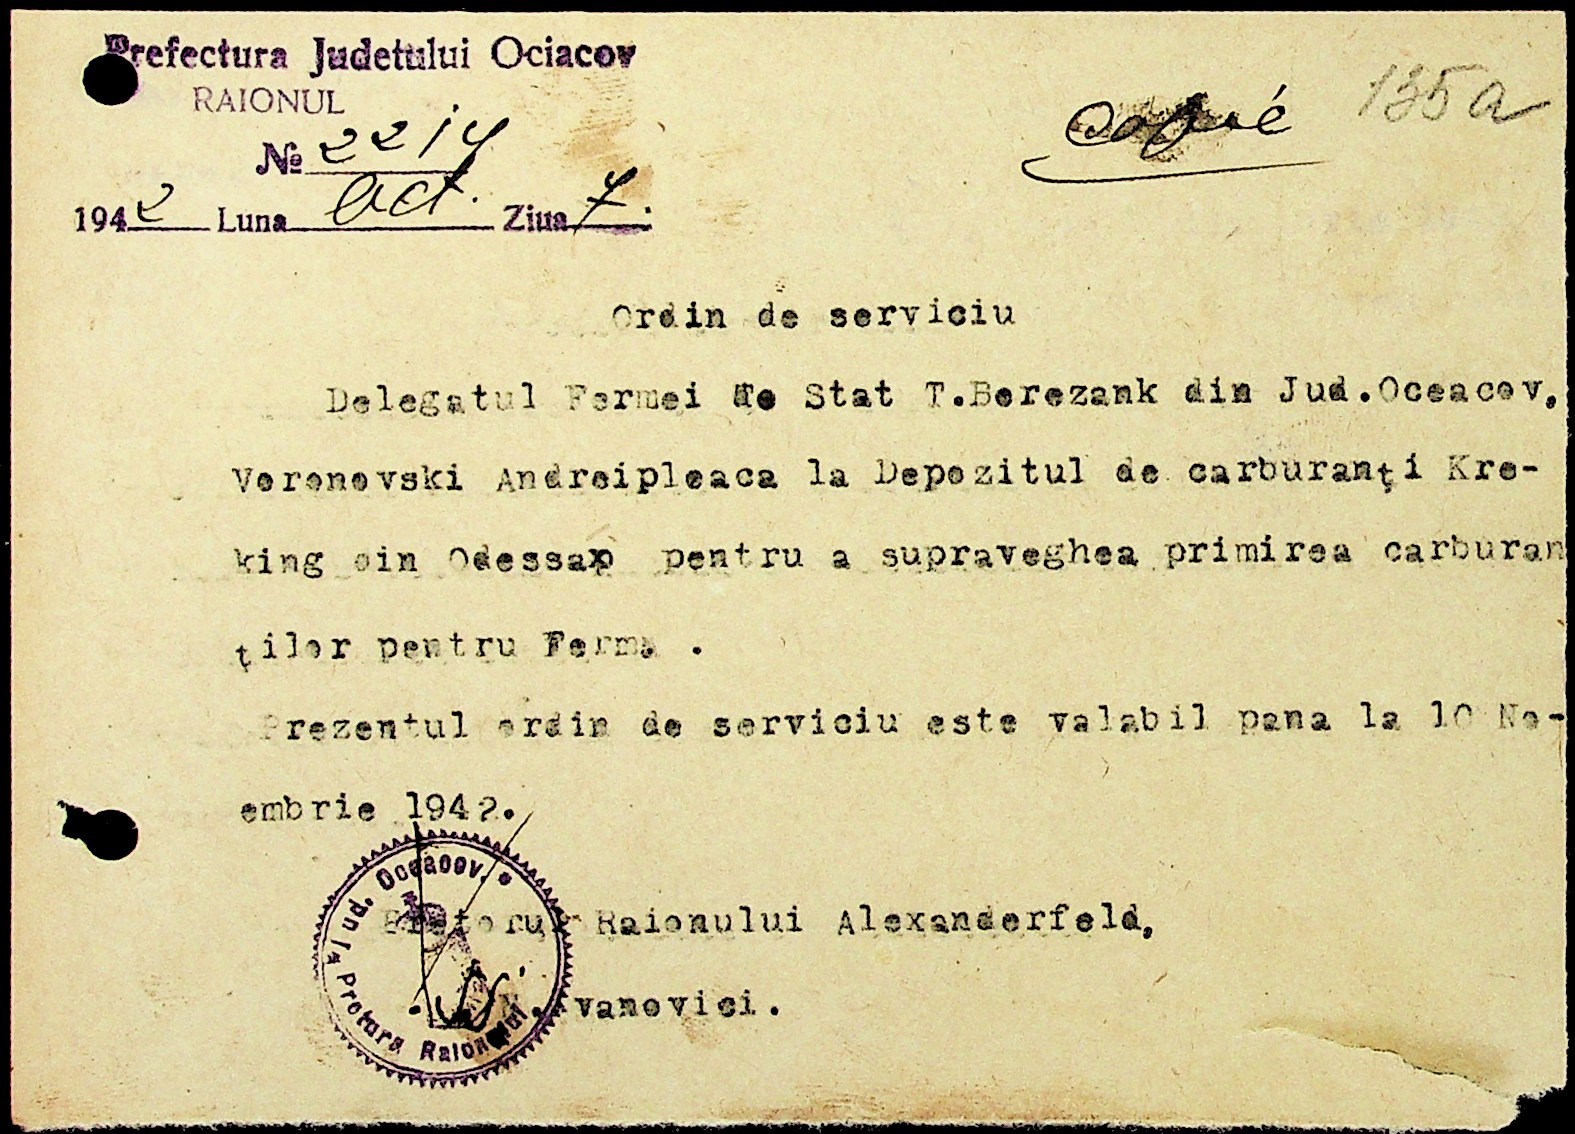 Prefectura Judetului Ociacov
RAIONUL
№ 2214
1942 Luna Oct. Ziua 7.
Copie
135a
Ordin de serviciu
Delegatul Fermei de Stat T.Berezank din Jud.Oceacov,
Voronovski Andreipleaca la Depozitul de carburanţi Kre-
king din Odessa pentru a supraveghea primirea carburan
ţilor pentru Ferma .
Prezentul ordin de serviciu este valabil pana la 10 No-
embrie 1942.
Jud. Oceacov.
Pretorul Raionului Alexanderfeld,
N. vanovici.
Pretura Raionului